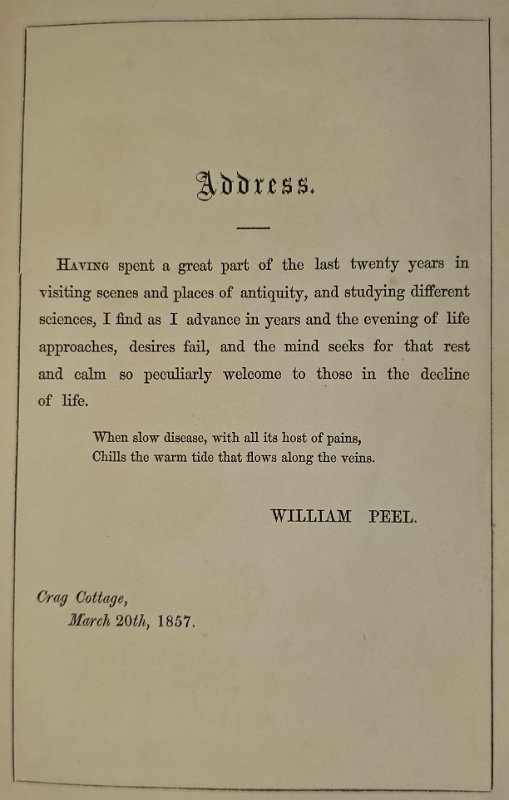 Address.
HAVING spent a great part of the last twenty years in
visiting scenes and places of antiquity, and studying different
sciences, I find as I advance in years and the evening of life
approaches, desires fail, and the mind seeks for that rest
and calm so peculiarly welcome to those in the decline
of life.
When slow disease, with all its host of pains,
Chills the warm tide that flows along the veins.
WILLIAM PEEL.
Crag Cottage,
March 20th, 1857.